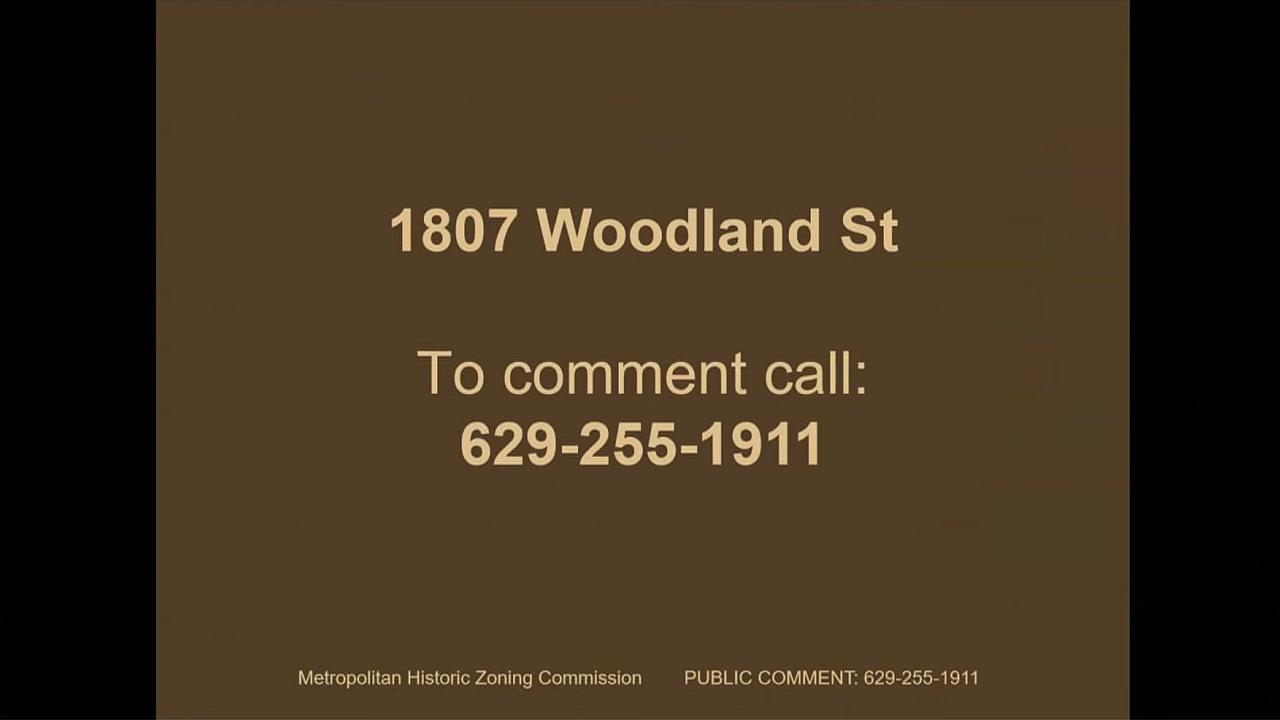 1807 Woodland St
To comment call:
629-255-1911
Metropolitan Historic Zoning Commission PUBLIC COMMENT: 629-255-1911